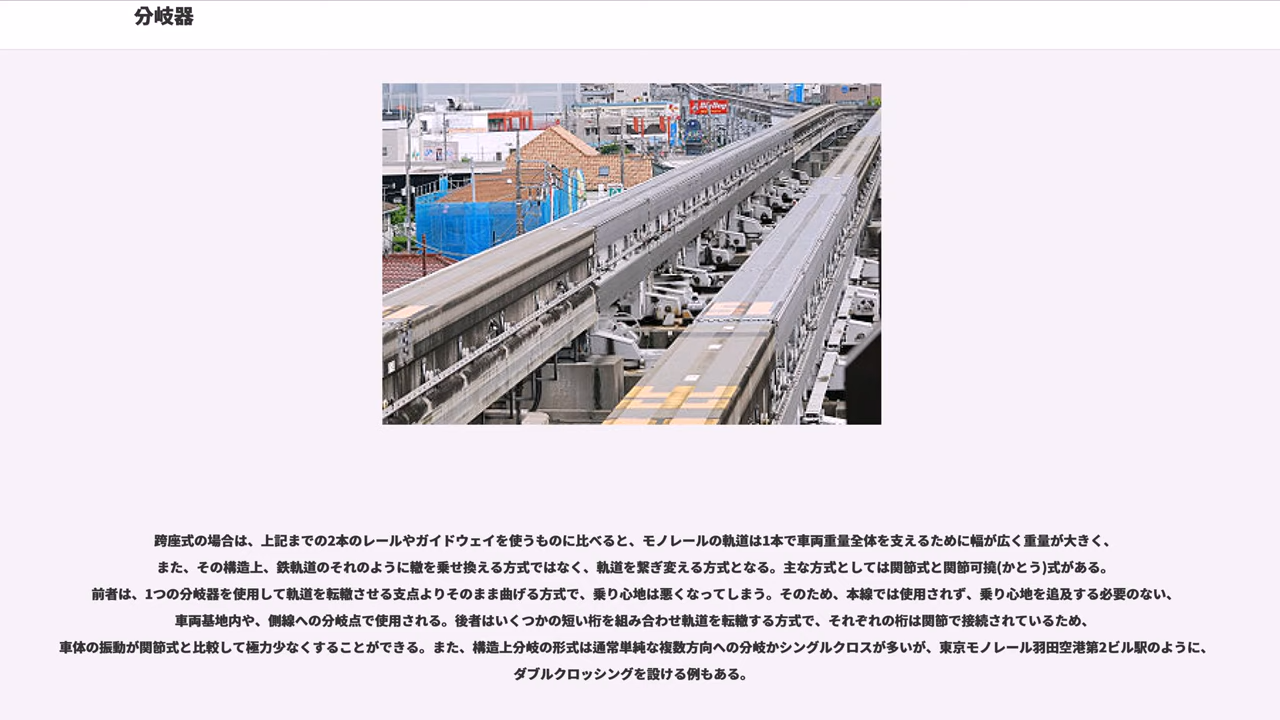 分岐器
跨座式の場合は、上記までの2本のレールやガイドウェイを使うものに比べると、モノレールの軌道は1本で車両重量全体を支えるために幅が広く重量が大きく、
また、その構造上、鉄軌道のそれのように轍を乗せ換える方式ではなく、軌道を繋ぎ変える方式となる。主な方式としては関節式と関節可撓(かとう)式がある。
前者は、1つの分岐器を使用して軌道を転轍させる支点よりそのまま曲げる方式で、乗り心地は悪くなってしまう。そのため、本線では使用されず、乗り心地を追及する必要のない、
車両基地内や、側線への分岐点で使用される。後者はいくつかの短い桁を組み合わせ軌道を転轍する方式で、それぞれの桁は関節で接続されているため、
車体の振動が関節式と比較して極力少なくすることができる。また、構造上分岐の形式は通常単純な複数方向への分岐かシングルクロスが多いが、東京モノレール羽田空港第2ビル駅のように、
ダブルクロッシングを設ける例もある。